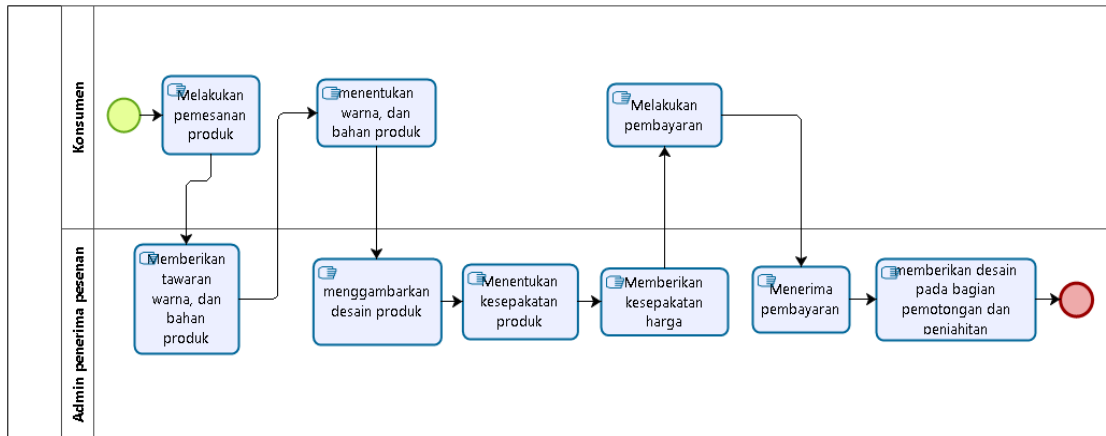 Konsumen
Melakukan
pemesanan
produk
menentukan
warna, dan
bahan produk
Melakukan
pembayaran
Admin penerima pesenan
Memberikan
tawaran
warna, dan
bahan
produk
menggambarkan
desain produk
Menentukan
kesepakatan
produk
Memberikan
kesepakatan
harga
Menerima
pembayaran
memberikan desain
pada bagian
pemotongan dan
penjahitan